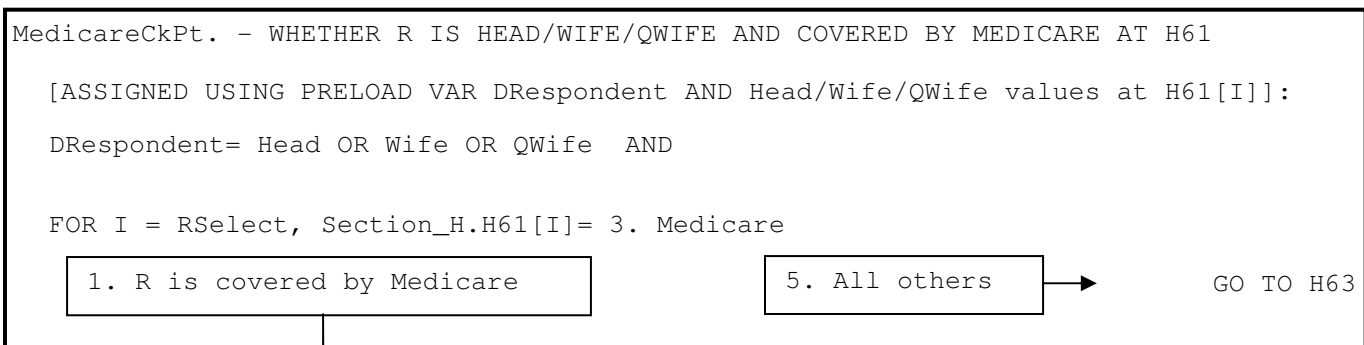 MedicareCkPt. – WHETHER R IS HEAD/WIFE/QWIFE AND COVERED BY MEDICARE AT H61
[ASSIGNED USING PRELOAD VAR DRespondent AND Head/Wife/QWife values at H61[I]]:
DRespondent= Head OR Wife OR QWife  AND
FOR I = RSelect, Section_H.H61[I]= 3. Medicare
1. R is covered by Medicare
5. All others
GO TO H63